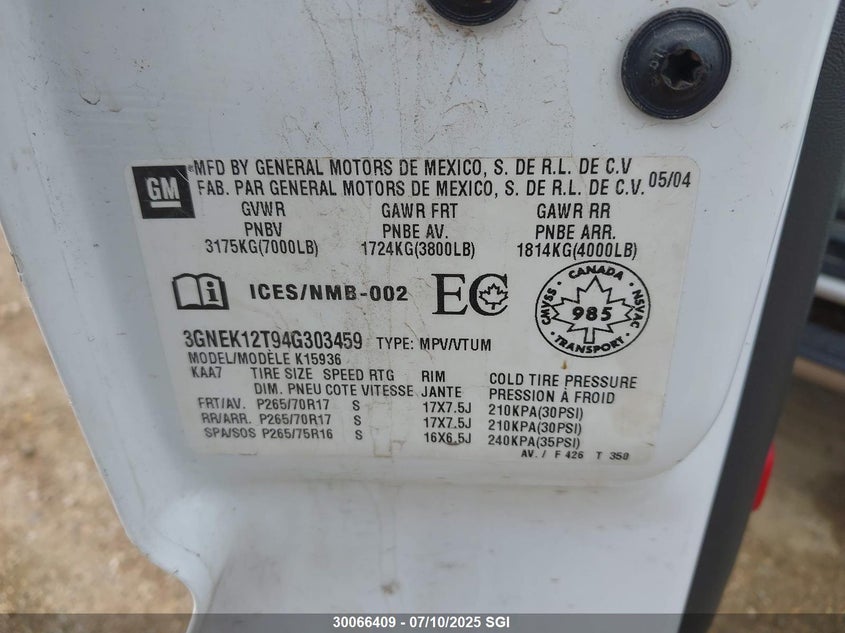 GM
MFD BY GENERAL MOTORS DE MEXICO, S. DE R.L. DE C.V
FAB. PAR GENERAL MOTORS DE MEXICO, S. DE R.L. DE C.V. 05/04
GVWR GAWR FRT GAWR RR
PNBV PNBE AV. PNBE ARR.
3175KG(7000LB) 1724KG(3800LB) 1814KG(4000LB)
i ICES/NMB-002 EC
CANADA
CMVSS 985 NSVAC
TRANSPORT
3GNEK12T94G303459 TYPE: MPV/VTUM
MODEL/MODÈLE K15936
KAA7 TIRE SIZE SPEED RTG RIM COLD TIRE PRESSURE
DIM. PNEU COTE VITESSE JANTE PRESSION À FROID
FRT/AV. P265/70R17 S 17X7.5J 210KPA(30PSI)
RR/ARR. P265/70R17 S 17X7.5J 210KPA(30PSI)
SPA/SOS P265/75R16 S 16X6.5J 240KPA(35PSI)
AV. / F 426 T 350
30066409 - 07/10/2025 SGI